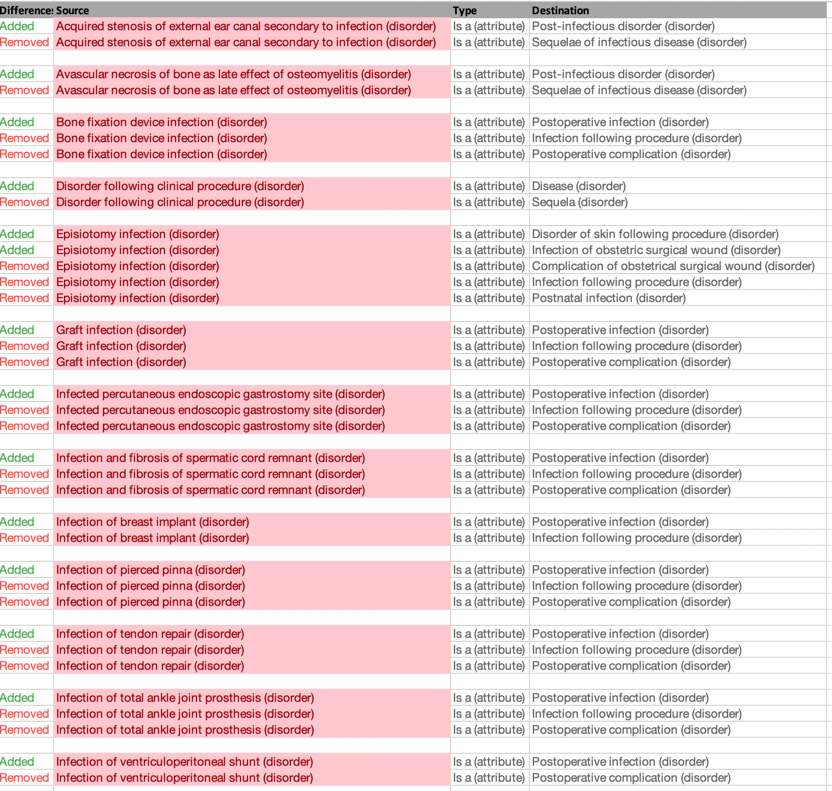 Difference: Source Type Destination
Added Acquired stenosis of external ear canal secondary to infection (disorder) Is a (attribute) Post-infectious disorder (disorder)
Removed Acquired stenosis of external ear canal secondary to infection (disorder) Is a (attribute) Sequelae of infectious disease (disorder)
Added Avascular necrosis of bone as late effect of osteomyelitis (disorder) Is a (attribute) Post-infectious disorder (disorder)
Removed Avascular necrosis of bone as late effect of osteomyelitis (disorder) Is a (attribute) Sequelae of infectious disease (disorder)
Added Bone fixation device infection (disorder) Is a (attribute) Postoperative infection (disorder)
Removed Bone fixation device infection (disorder) Is a (attribute) Infection following procedure (disorder)
Removed Bone fixation device infection (disorder) Is a (attribute) Postoperative complication (disorder)
Added Disorder following clinical procedure (disorder) Is a (attribute) Disease (disorder)
Removed Disorder following clinical procedure (disorder) Is a (attribute) Sequela (disorder)
Added Episiotomy infection (disorder) Is a (attribute) Disorder of skin following procedure (disorder)
Added Episiotomy infection (disorder) Is a (attribute) Infection of obstetric surgical wound (disorder)
Removed Episiotomy infection (disorder) Is a (attribute) Complication of obstetrical surgical wound (disorder)
Removed Episiotomy infection (disorder) Is a (attribute) Infection following procedure (disorder)
Removed Episiotomy infection (disorder) Is a (attribute) Postnatal infection (disorder)
Added Graft infection (disorder) Is a (attribute) Postoperative infection (disorder)
Removed Graft infection (disorder) Is a (attribute) Infection following procedure (disorder)
Removed Graft infection (disorder) Is a (attribute) Postoperative complication (disorder)
Added Infected percutaneous endoscopic gastrostomy site (disorder) Is a (attribute) Postoperative infection (disorder)
Removed Infected percutaneous endoscopic gastrostomy site (disorder) Is a (attribute) Infection following procedure (disorder)
Removed Infected percutaneous endoscopic gastrostomy site (disorder) Is a (attribute) Postoperative complication (disorder)
Added Infection and fibrosis of spermatic cord remnant (disorder) Is a (attribute) Postoperative infection (disorder)
Removed Infection and fibrosis of spermatic cord remnant (disorder) Is a (attribute) Infection following procedure (disorder)
Removed Infection and fibrosis of spermatic cord remnant (disorder) Is a (attribute) Postoperative complication (disorder)
Added Infection of breast implant (disorder) Is a (attribute) Postoperative infection (disorder)
Removed Infection of breast implant (disorder) Is a (attribute) Infection following procedure (disorder)
Added Infection of pierced pinna (disorder) Is a (attribute) Postoperative infection (disorder)
Removed Infection of pierced pinna (disorder) Is a (attribute) Infection following procedure (disorder)
Removed Infection of pierced pinna (disorder) Is a (attribute) Postoperative complication (disorder)
Added Infection of tendon repair (disorder) Is a (attribute) Postoperative infection (disorder)
Removed Infection of tendon repair (disorder) Is a (attribute) Infection following procedure (disorder)
Removed Infection of tendon repair (disorder) Is a (attribute) Postoperative complication (disorder)
Added Infection of total ankle joint prosthesis (disorder) Is a (attribute) Postoperative infection (disorder)
Removed Infection of total ankle joint prosthesis (disorder) Is a (attribute) Infection following procedure (disorder)
Removed Infection of total ankle joint prosthesis (disorder) Is a (attribute) Postoperative complication (disorder)
Added Infection of ventriculoperitoneal shunt (disorder) Is a (attribute) Postoperative infection (disorder)
Removed Infection of ventriculoperitoneal shunt (disorder) Is a (attribute) Postoperative complication (disorder)